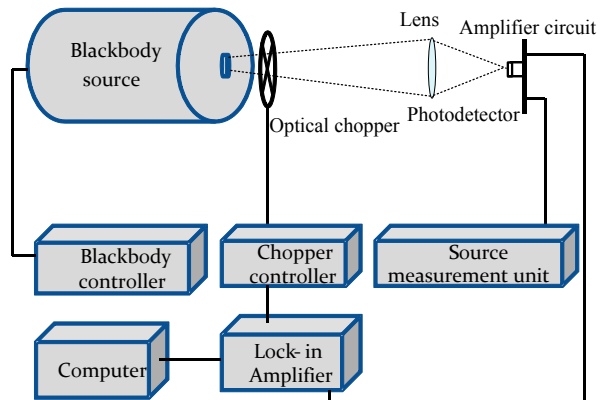 Blackbody
source
Lens
Amplifier circuit
Optical chopper
Photodetector
Blackbody
controller
Chopper
controller
Source
measurement unit
Computer
Lock- in
Amplifier